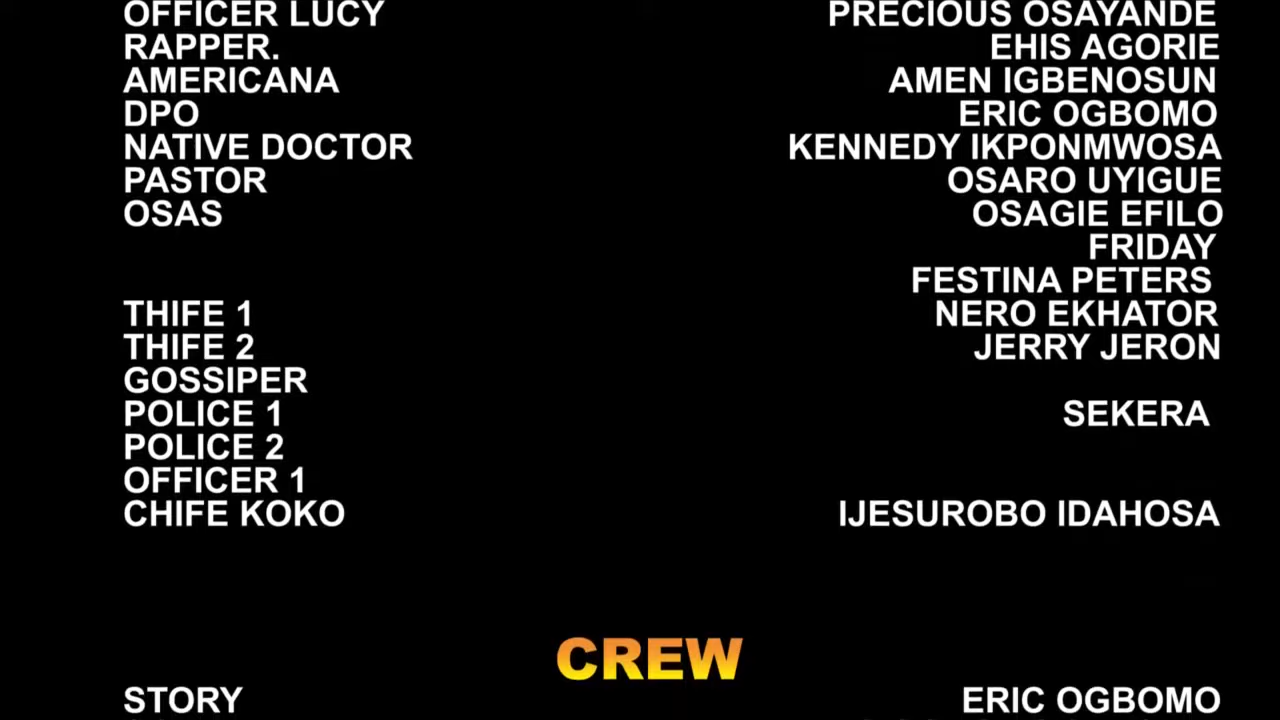 OFFICER LUCY PRECIOUS OSAYANDE
RAPPER. EHIS AGORIE
AMERICANA AMEN IGBENOSUN
DPO ERIC OGBOMO
NATIVE DOCTOR KENNEDY IKPONMWOSA
PASTOR OSARO UYIGUE
OSAS OSAGIE EFILO
FRIDAY
FESTINA PETERS
THIFE 1 NERO EKHATOR
THIFE 2 JERRY JERON
GOSSIPER
POLICE 1 SEKERA
POLICE 2
OFFICER 1
CHIFE KOKO IJESUROBO IDAHOSA
CREW
STORY ERIC OGBOMO